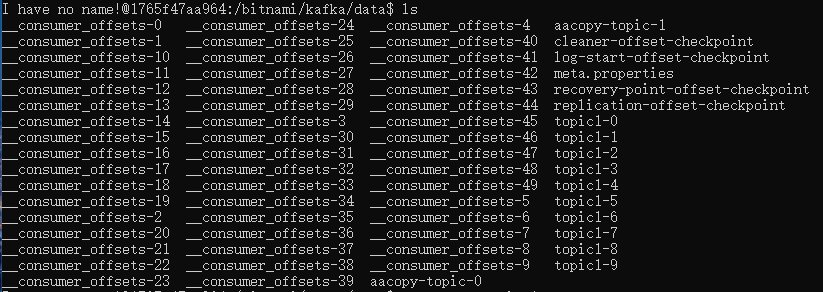 I have no name!@1765f47aa964:/bitnami/kafka/data$ ls
__consumer_offsets-0   __consumer_offsets-24  __consumer_offsets-4   aacopy-topic-1
__consumer_offsets-1   __consumer_offsets-25  __consumer_offsets-40  cleaner-offset-checkpoint
__consumer_offsets-10  __consumer_offsets-26  __consumer_offsets-41  log-start-offset-checkpoint
__consumer_offsets-11  __consumer_offsets-27  __consumer_offsets-42  meta.properties
__consumer_offsets-12  __consumer_offsets-28  __consumer_offsets-43  recovery-point-offset-checkpoint
__consumer_offsets-13  __consumer_offsets-29  __consumer_offsets-44  replication-offset-checkpoint
__consumer_offsets-14  __consumer_offsets-3   __consumer_offsets-45  topic1-0
__consumer_offsets-15  __consumer_offsets-30  __consumer_offsets-46  topic1-1
__consumer_offsets-16  __consumer_offsets-31  __consumer_offsets-47  topic1-2
__consumer_offsets-17  __consumer_offsets-32  __consumer_offsets-48  topic1-3
__consumer_offsets-18  __consumer_offsets-33  __consumer_offsets-49  topic1-4
__consumer_offsets-19  __consumer_offsets-34  __consumer_offsets-5   topic1-5
__consumer_offsets-2   __consumer_offsets-35  __consumer_offsets-6   topic1-6
__consumer_offsets-20  __consumer_offsets-36  __consumer_offsets-7   topic1-7
__consumer_offsets-21  __consumer_offsets-37  __consumer_offsets-8   topic1-8
__consumer_offsets-22  __consumer_offsets-38  __consumer_offsets-9   topic1-9
__consumer_offsets-23  __consumer_offsets-39  aacopy-topic-0